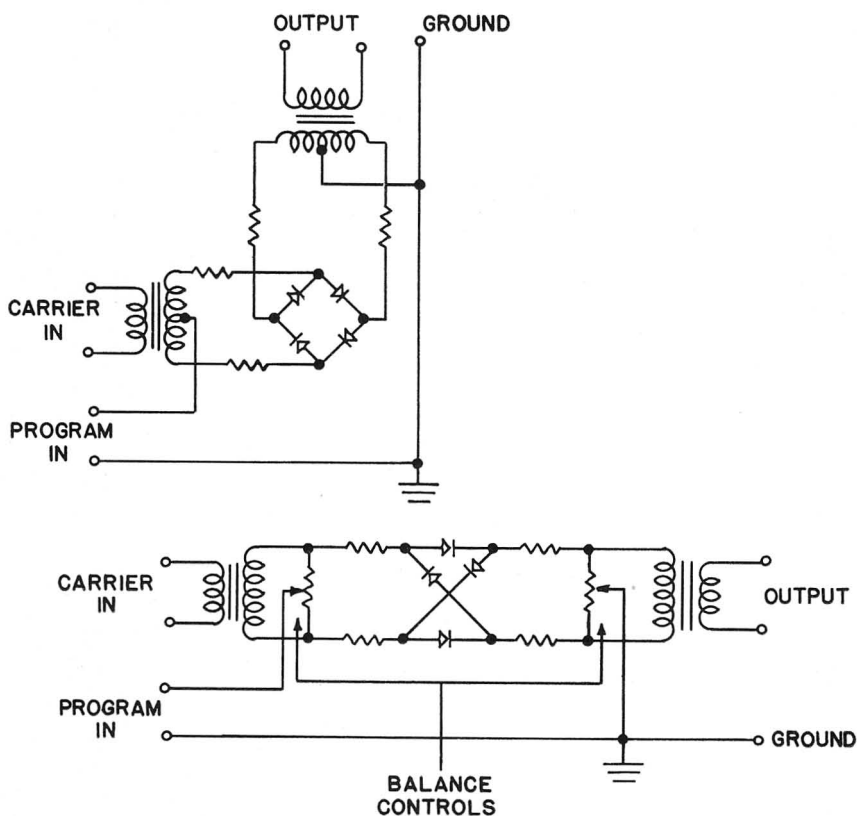 OUTPUT
GROUND
CARRIER
IN
PROGRAM
IN
CARRIER
IN
OUTPUT
PROGRAM
IN
GROUND
BALANCE
CONTROLS